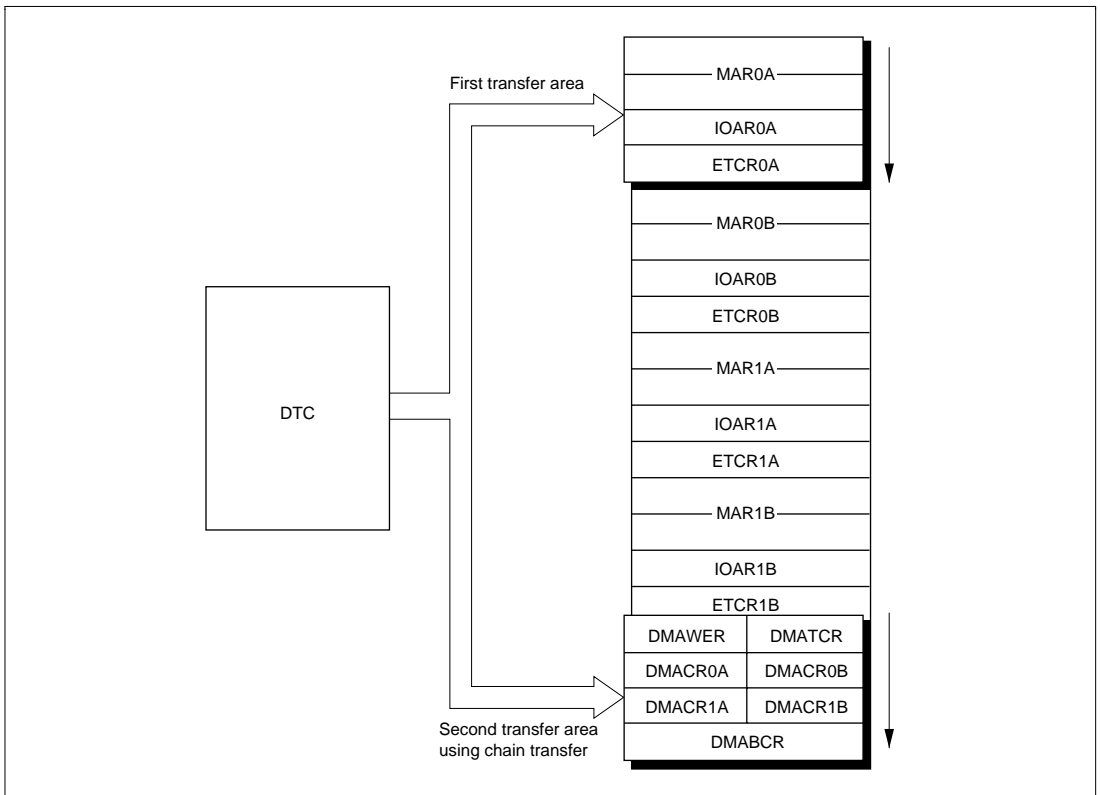 First transfer area
MAR0A
IOAR0A
ETCR0A
MAR0B
IOAR0B
ETCR0B
MAR1A
DTC
IOAR1A
ETCR1A
MAR1B
IOAR1B
ETCR1B
DMAWER DMATCR
DMACR0A DMACR0B
DMACR1A DMACR1B
DMABCR
Second transfer area
using chain transfer